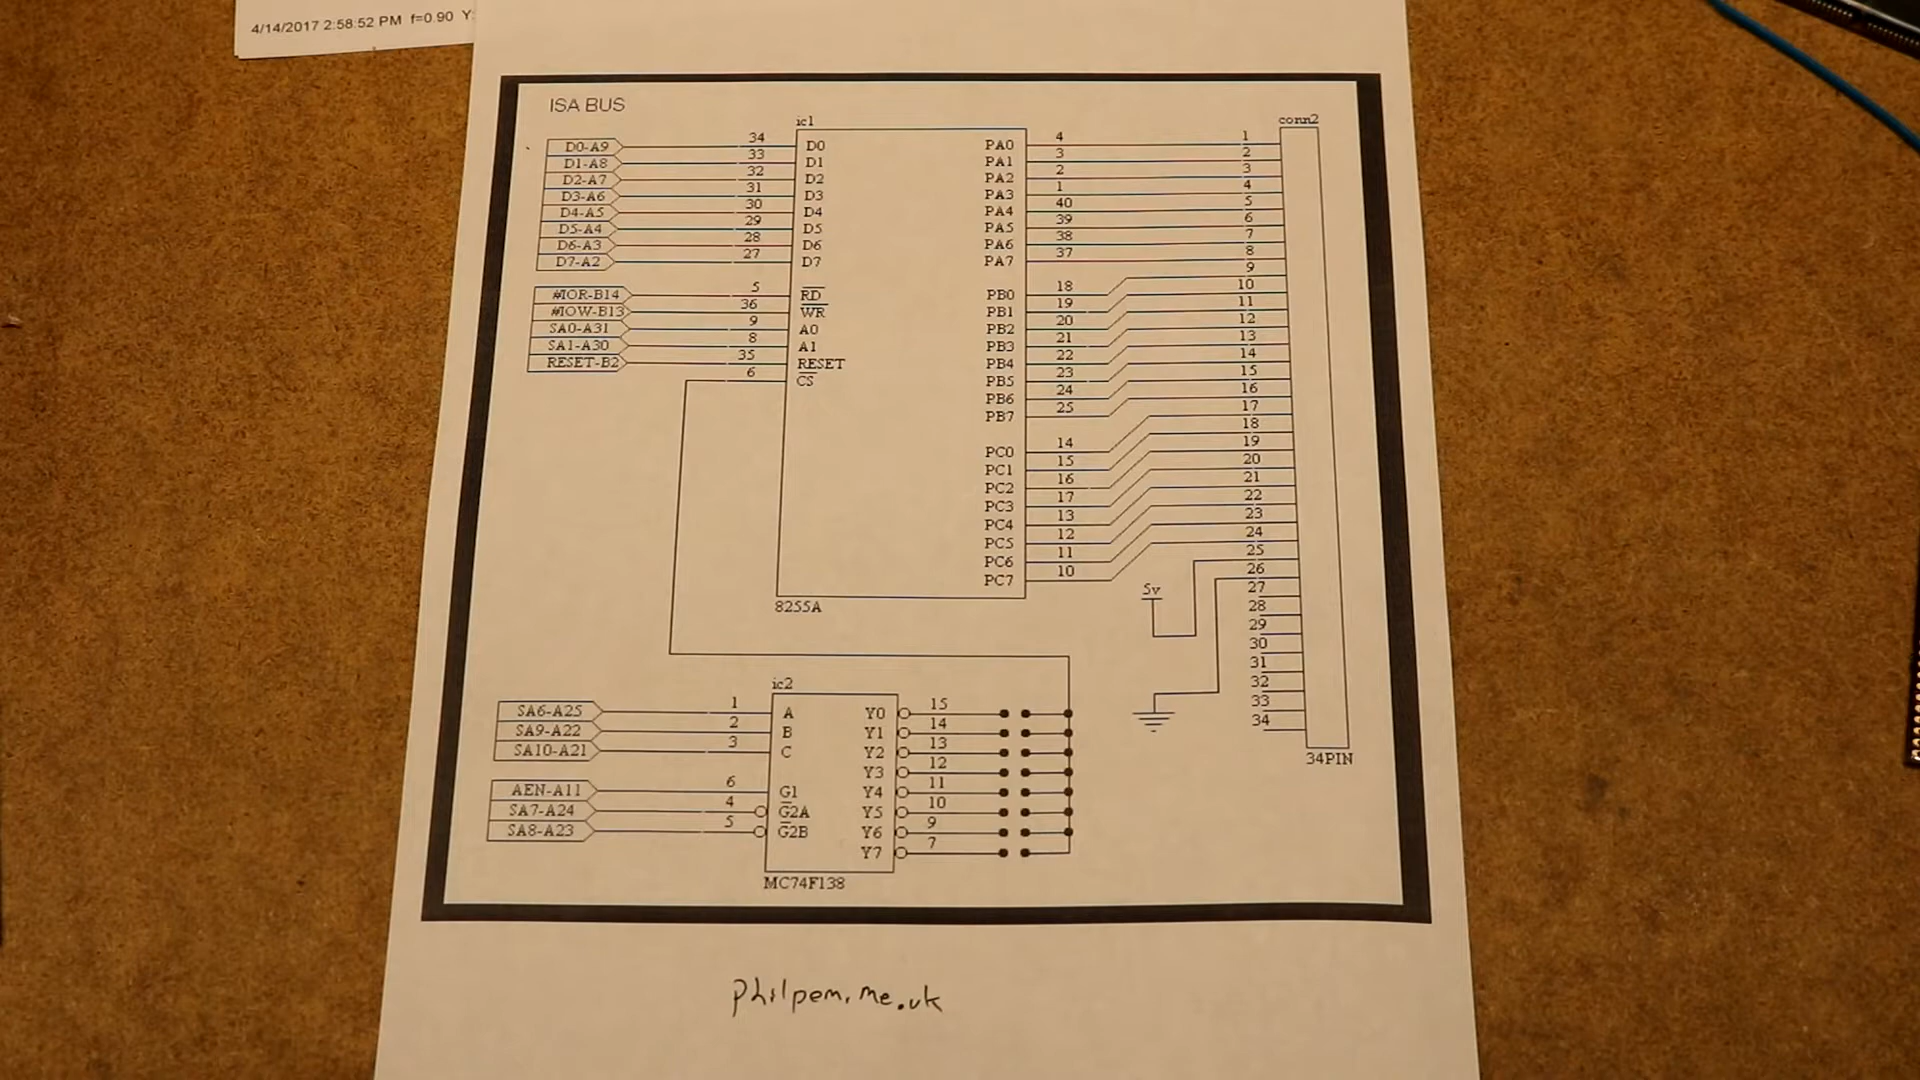 4/14/2017 2:58:52 PM f=0.90 Y:
ISA BUS
ic1
conn2
D0-A9 34 D0 PA0 4 1
D1-A8 33 D1 PA1 3 2
D2-A7 32 D2 PA2 2 3
D3-A6 31 D3 PA3 1 4
D4-A5 30 D4 PA4 40 5
D5-A4 29 D5 PA5 39 6
D6-A3 28 D6 PA6 38 7
D7-A2 27 D7 PA7 37 8
#IOR-B14 5 RD PB0 18 9
#IOW-B13 36 WR PB1 19 10
SA0-A31 9 A0 PB2 20 11
SA1-A30 8 A1 PB3 21 12
RESET-B2 35 RESET PB4 22 13
6 CS PB5 23 14
PB6 24 15
PB7 25 16
PC0 14 17
PC1 15 18
PC2 16 19
PC3 17 20
PC4 13 21
PC5 12 22
PC6 11 23
PC7 10 24
25
26
5v 27
8255A 28
29
30
31
32
33
34
34PIN
ic2
SA6-A25 1 A Y0 15
SA9-A22 2 B Y1 14
SA10-A21 3 C Y2 13
Y3 12
AEN-A11 6 G1 Y4 11
SA7-A24 4 G2A Y5 10
SA8-A23 5 G2B Y6 9
Y7 7
MC74F138
philpem.me.uk